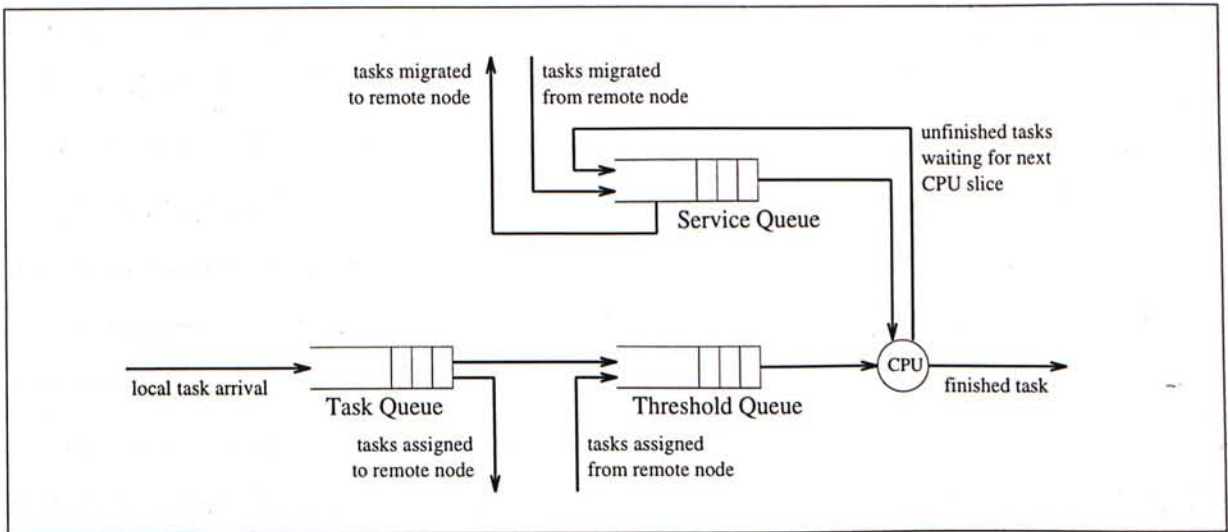 tasks migrated
to remote node
tasks migrated
from remote node
unfinished tasks
waiting for next
CPU slice
Service Queue
local task arrival
Task Queue
Threshold Queue
CPU
finished task
tasks assigned
to remote node
tasks assigned
from remote node